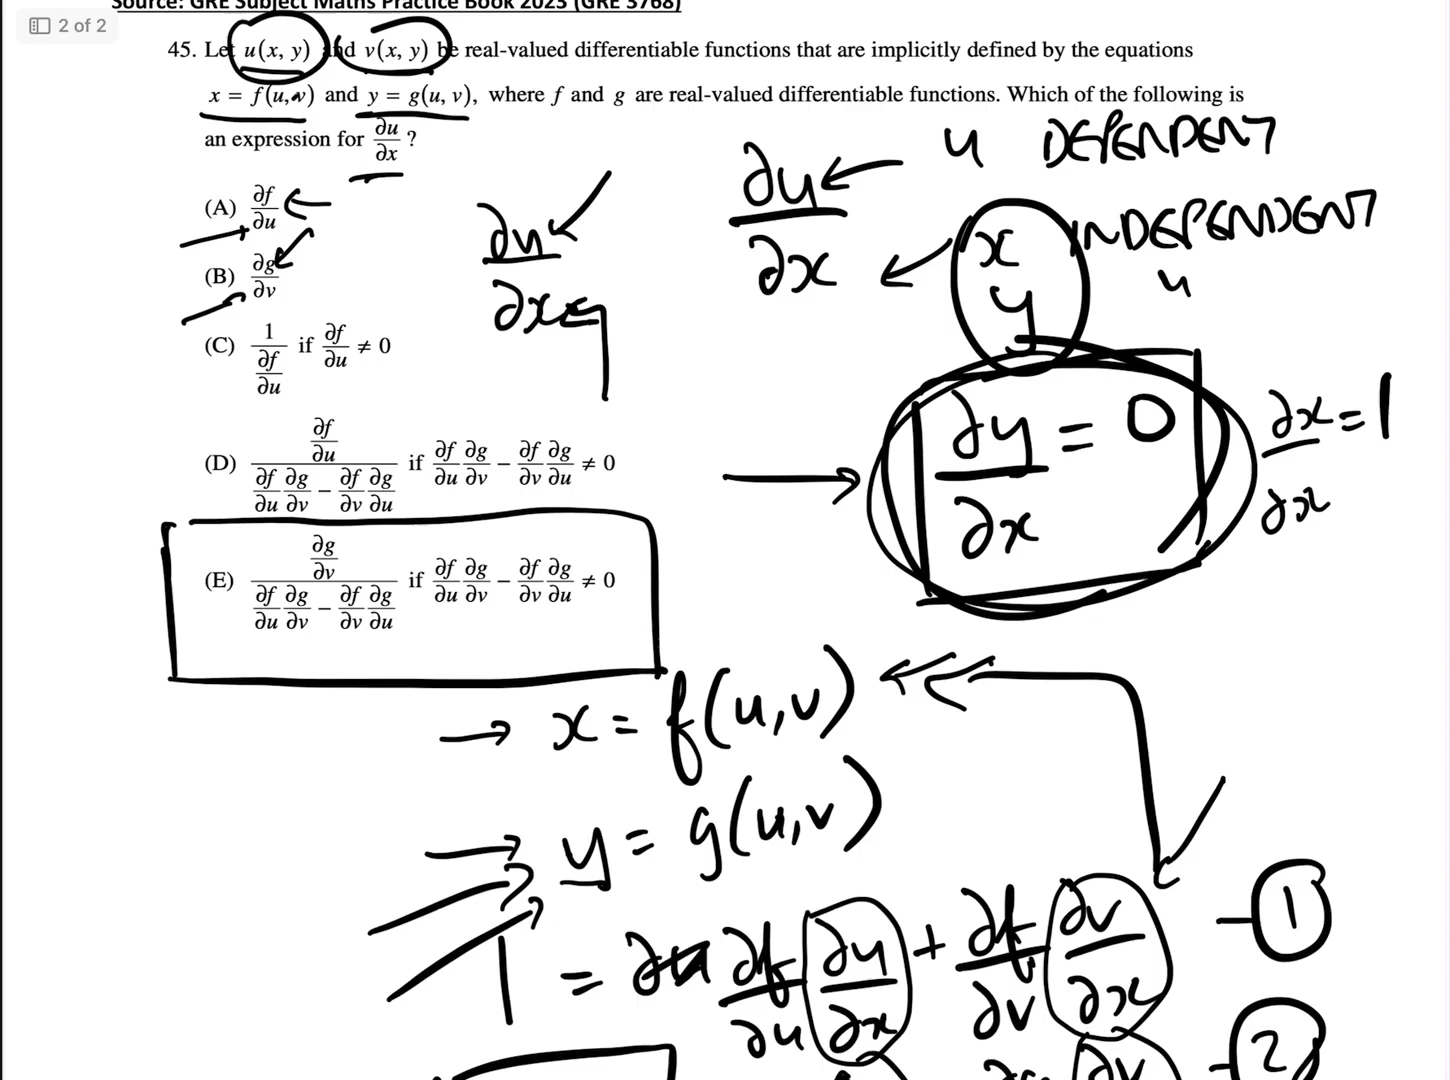 Source: GRE Subject Maths Practice Book 2023 (GRE 3768)
2 of 2
45. Let u(x, y) and v(x, y) be real-valued differentiable functions that are implicitly defined by the equations
x = f(u, v) and y = g(u, v), where f and g are real-valued differentiable functions. Which of the following is
an expression for ∂u/∂x ?
(A) ∂f/∂u
(B) ∂g/∂v
(C) 1/(∂f/∂u) if ∂f/∂u ≠ 0
(D) (∂f/∂u)/(∂f/∂u ∂g/∂v − ∂f/∂v ∂g/∂u) if ∂f/∂u ∂g/∂v − ∂f/∂v ∂g/∂u ≠ 0
(E) (∂g/∂v)/(∂f/∂u ∂g/∂v − ∂f/∂v ∂g/∂u) if ∂f/∂u ∂g/∂v − ∂f/∂v ∂g/∂u ≠ 0
∂u/∂x
∂u/∂x
u DEPENDENT
x INDEPENDENT
y
u
∂y/∂x = 0
∂x/∂x = 1
→ x = f(u,v)
y = g(u,v)
1 = ∂f/∂u ∂u/∂x + ∂f/∂v ∂v/∂x – 1
∂v – 2